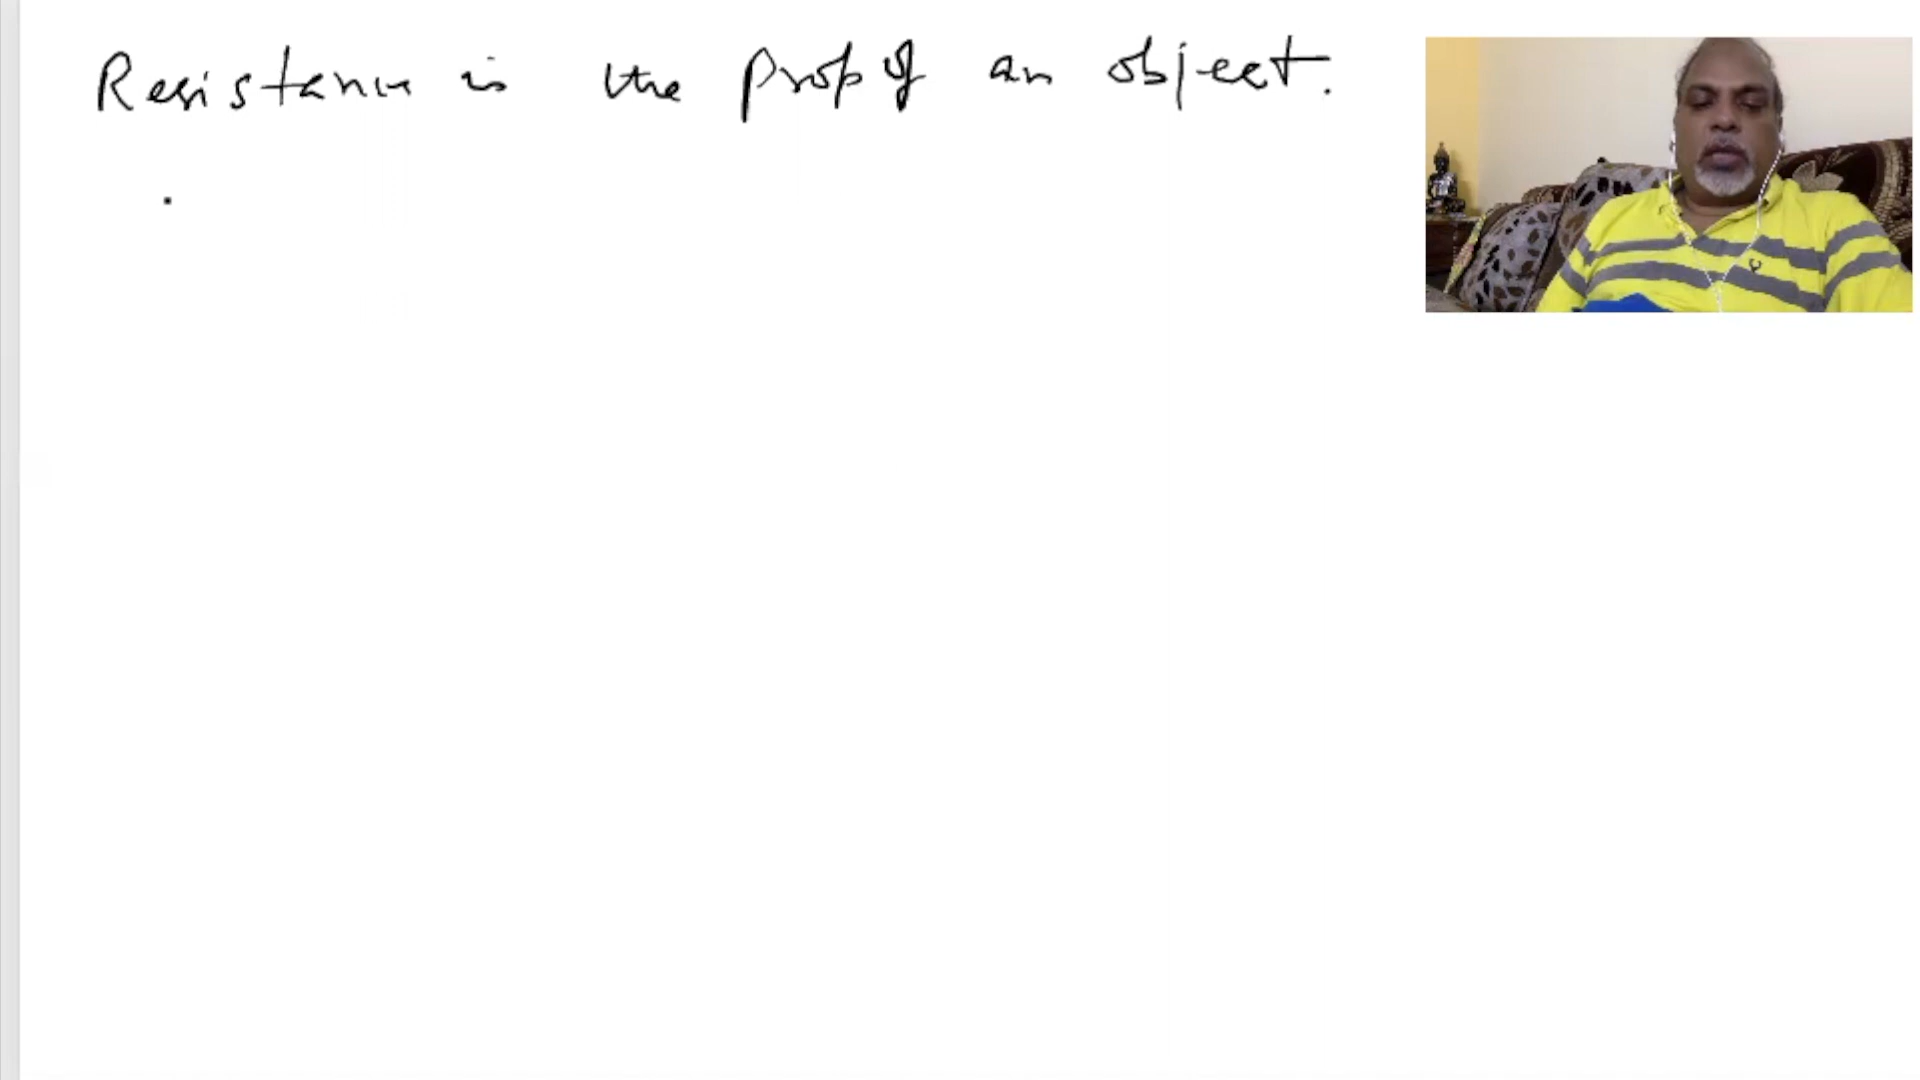 Resistance is the prop of an object.